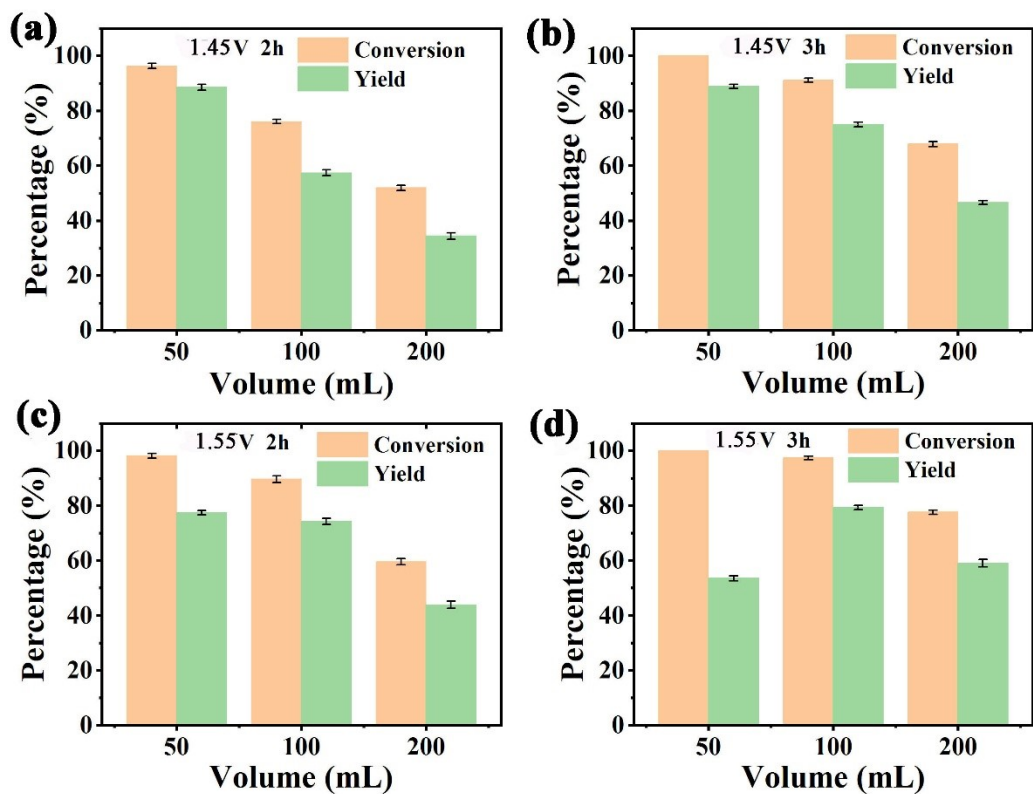 (a)
1.45V 2h
Conversion
Yield
100
80
60
40
20
0
Percentage (%)
50 100 200
Volume (mL)
(b)
1.45V 3h
Conversion
Yield
100
80
60
40
20
0
Percentage (%)
50 100 200
Volume (mL)
(c)
1.55V 2h
Conversion
Yield
100
80
60
40
20
0
Percentage (%)
50 100 200
Volume (mL)
(d)
1.55V 3h
Conversion
Yield
100
80
60
40
20
0
Percentage (%)
50 100 200
Volume (mL)